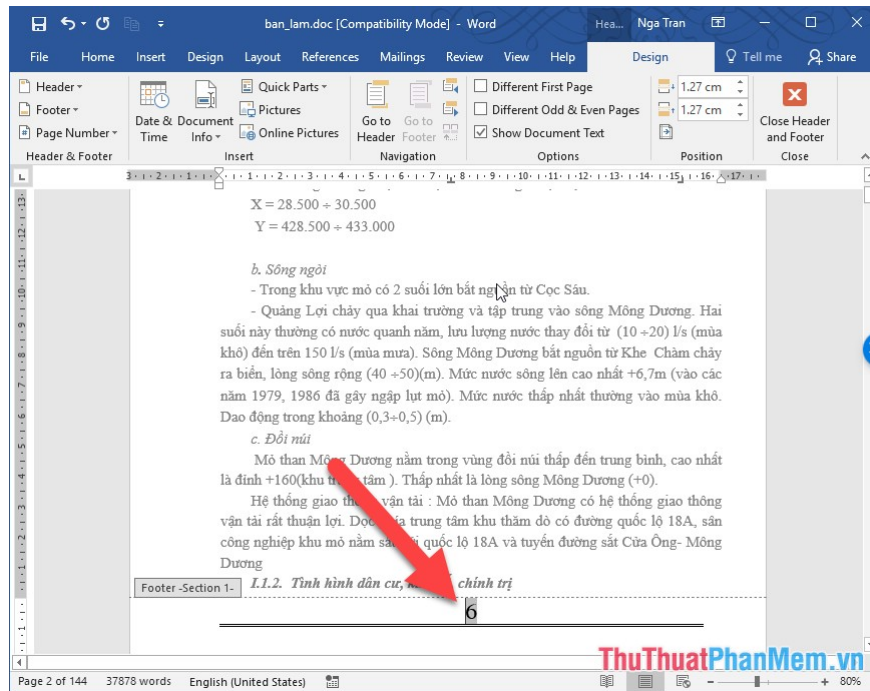 ban_lam.doc [Compatibility Mode] - Word
Hea...
Nga Tran
File Home Insert Design Layout References Mailings Review View Help Design Tell me Share
Header
Footer
Page Number
Header & Footer
Date & Time
Document Info
Quick Parts
Pictures
Online Pictures
Insert
Go to Header
Go to Footer
Navigation
Different First Page
Different Odd & Even Pages
Show Document Text
Options
1.27 cm
1.27 cm
Position
Close Header and Footer
Close
X = 28.500 ÷ 30.500
Y = 428.500 ÷ 433.000
b. Sông ngòi
- Trong khu vực mỏ có 2 suối lớn bắt nguồn từ Cọc Sáu.
- Quảng Lợi chảy qua khai trường và tập trung vào sông Mông Dương. Hai
suối này thường có nước quanh năm, lưu lượng nước thay đổi từ (10 ÷20) l/s (mùa
khô) đến trên 150 l/s (mùa mưa). Sông Mông Dương bắt nguồn từ Khe Chàm chảy
ra biển, lòng sông rộng (40 ÷50)(m). Mức nước sông lên cao nhất +6,7m (vào các
năm 1979, 1986 đã gây ngập lụt mỏ). Mức nước thấp nhất thường vào mùa khô.
Dao động trong khoảng (0,3÷0,5) (m).
c. Đồi núi
Mỏ than Mông Dương nằm trong vùng đồi núi thấp đến trung bình, cao nhất
là đỉnh +160(khu trung tâm ). Thấp nhất là lòng sông Mông Dương (+0).
Hệ thống giao thông vận tải : Mỏ than Mông Dương có hệ thống giao thông
vận tải rất thuận lợi. Dọc trung tâm khu thăm dò có đường quốc lộ 18A, sân
công nghiệp khu mỏ nằm quốc lộ 18A và tuyến đường sắt Cửa Ông- Mông
Dương
I.1.2. Tình hình dân cư, chính trị
Footer -Section 1-
6
ThuThuatPhanMem.vn
Page 2 of 144 37878 words English (United States) 80%